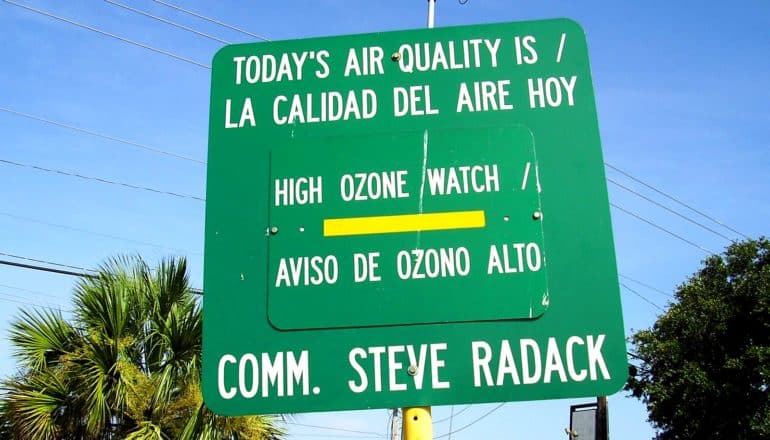 TODAY'S AIR QUALITY IS /
LA CALIDAD DEL AIRE HOY
HIGH OZONE WATCH /
AVISO DE OZONO ALTO
COMM. STEVE RADACK